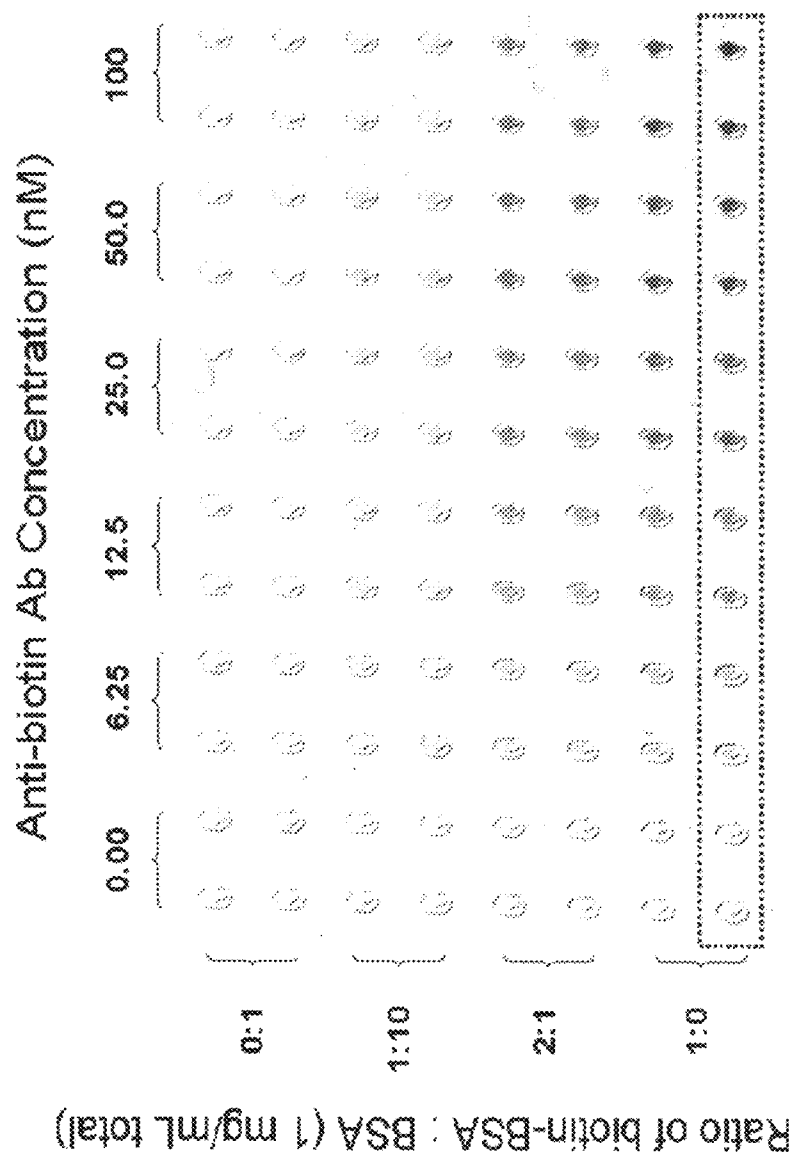 Anti-biotin Ab Concentration (nM)
0.00 6.25 12.5 25.0 50.0 100
Ratio of biotin-BSA : BSA (1 mg/mL total)
0:1
1:10
2:1
1:0